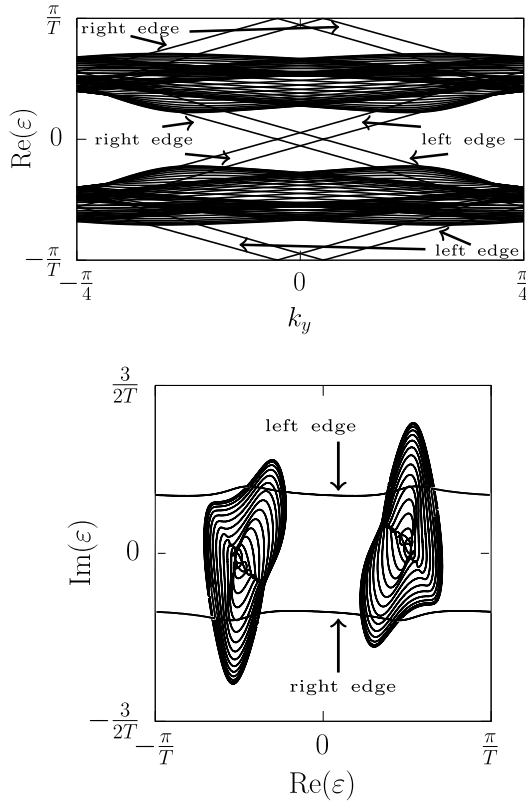 π/T
right edge
Re(ε)
0
right edge
left edge
left edge
−π/T
−π/4
0
π/4
k_y
3/2T
left edge
Im(ε)
0
right edge
−3/2T
−π/T
0
π/T
Re(ε)